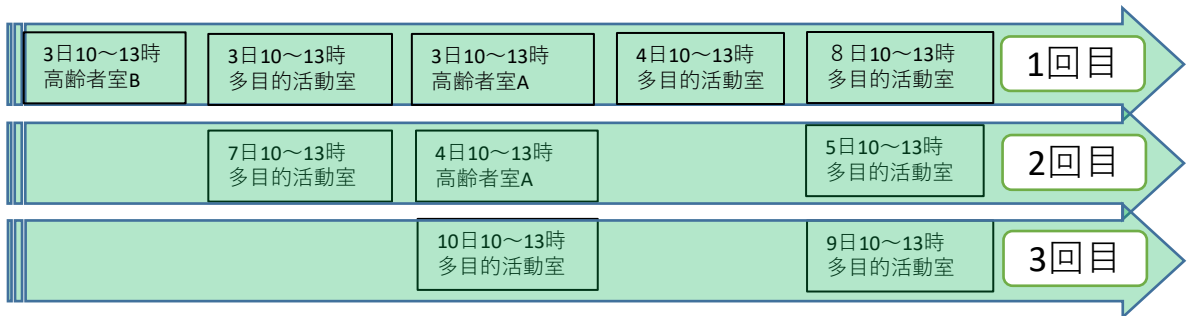 3日10～13時
高齢者室B
3日10～13時
多目的活動室
3日10～13時
高齢者室A
4日10～13時
多目的活動室
８日10～13時
多目的活動室
1回目
7日10～13時
多目的活動室
4日10～13時
高齢者室A
5日10～13時
多目的活動室
2回目
10日10～13時
多目的活動室
9日10～13時
多目的活動室
3回目